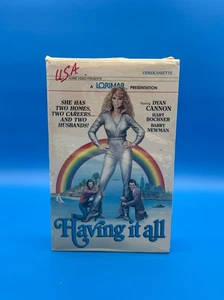 USA
HOME VIDEO PRESENTS
VIDEOCASSETTE
A LORIMAR PRESENTATION
SHE HAS
TWO HOMES,
TWO CAREERS...
AND TWO
HUSBANDS!
Starring DYAN
CANNON
HART
BOCHNER
BARRY
NEWMAN
Having it all